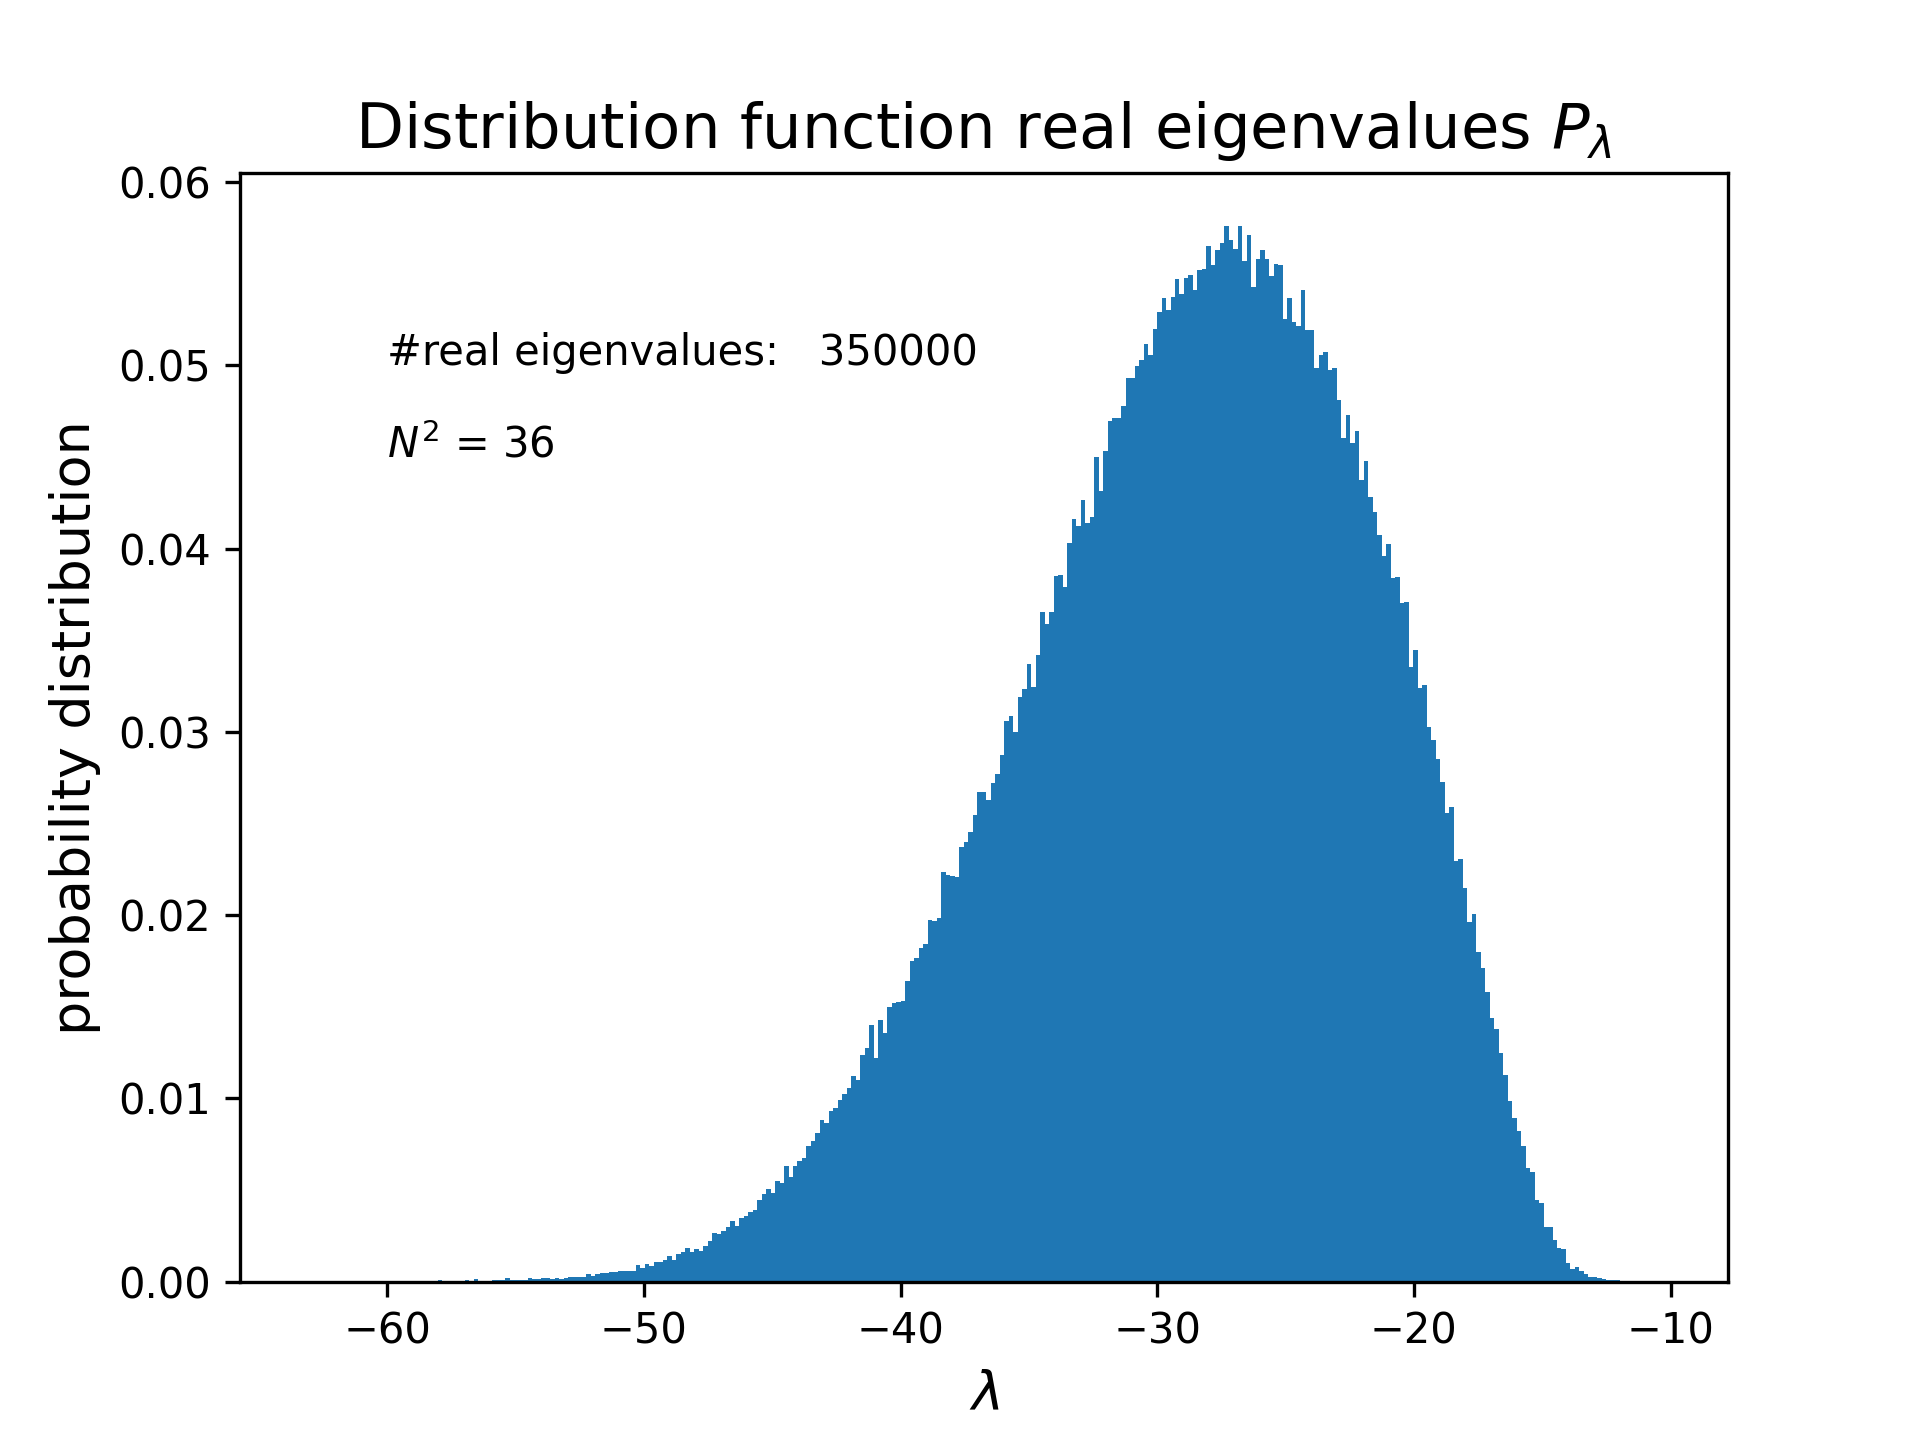 Distribution function real eigenvalues P_λ
0.06
0.05
0.04
0.03
0.02
0.01
0.00
probability distribution
#real eigenvalues: 350000
N² = 36
−60 −50 −40 −30 −20 −10
λ